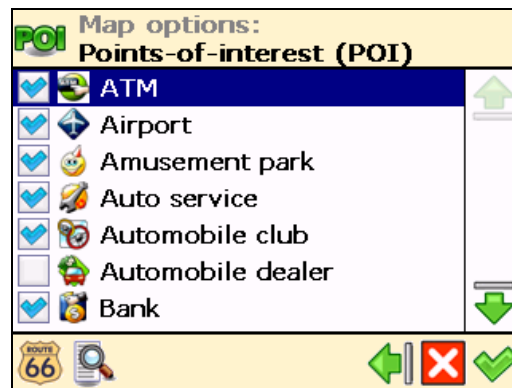 POI Map options:
Points-of-interest (POI)
ATM
Airport
Amusement park
Auto service
Automobile club
Automobile dealer
Bank
ROUTE
66